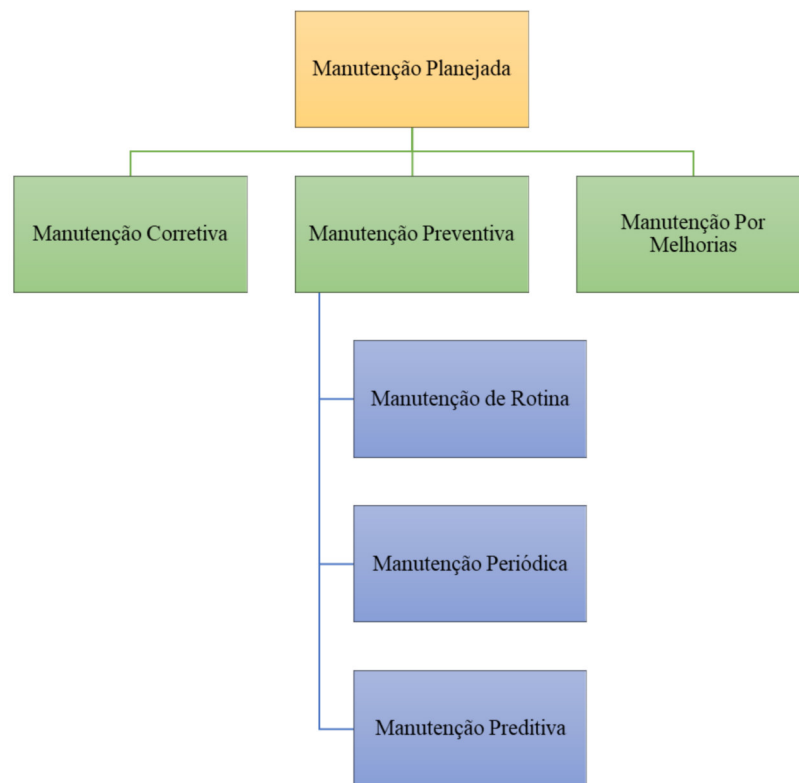 Manutenção Planejada
Manutenção Corretiva
Manutenção Preventiva
Manutenção Por
Melhorias
Manutenção de Rotina
Manutenção Periódica
Manutenção Preditiva